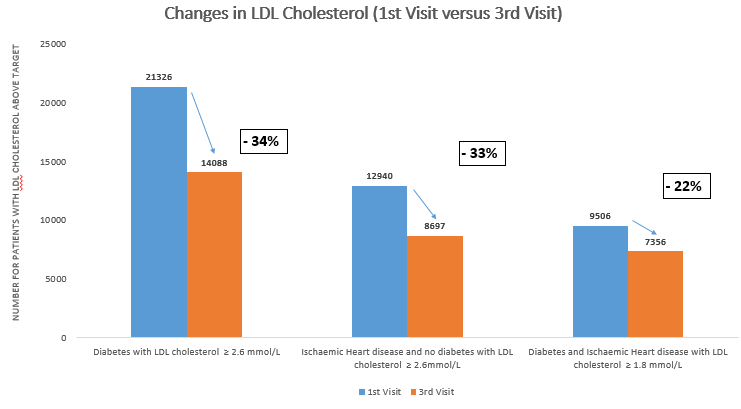 Changes in LDL Cholesterol (1st Visit versus 3rd Visit)
NUMBER FOR PATIENTS WITH LDL CHOLESTEROL ABOVE TARGET
25000
20000
15000
10000
5000
0
21326
14088
- 34%
12940
8697
- 33%
9506
7356
- 22%
Diabetes with LDL cholesterol ≥ 2.6 mmol/L
Ischaemic Heart disease and no diabetes with LDL
cholesterol ≥ 2.6mmol/L
Diabetes and Ischaemic Heart disease with LDL
cholesterol ≥ 1.8 mmol/L
1st Visit
3rd Visit